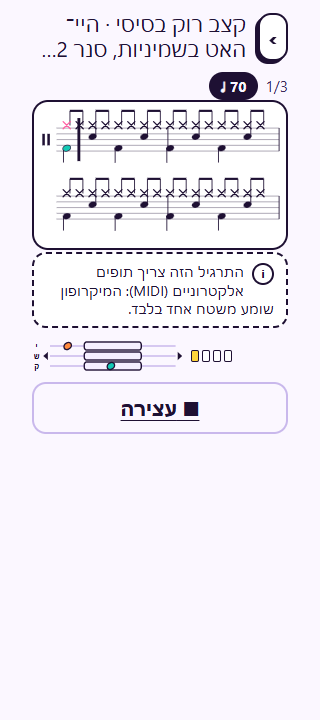 קצב רוק בסיסי · היי־
האט בשמיניות, סנר 2...
1/3
♩ 70
התרגיל הזה צריך תופים
אלקטרוניים (MIDI): המיקרופון
שומע משטח אחד בלבד.
i
י
ש
ק
עצירה